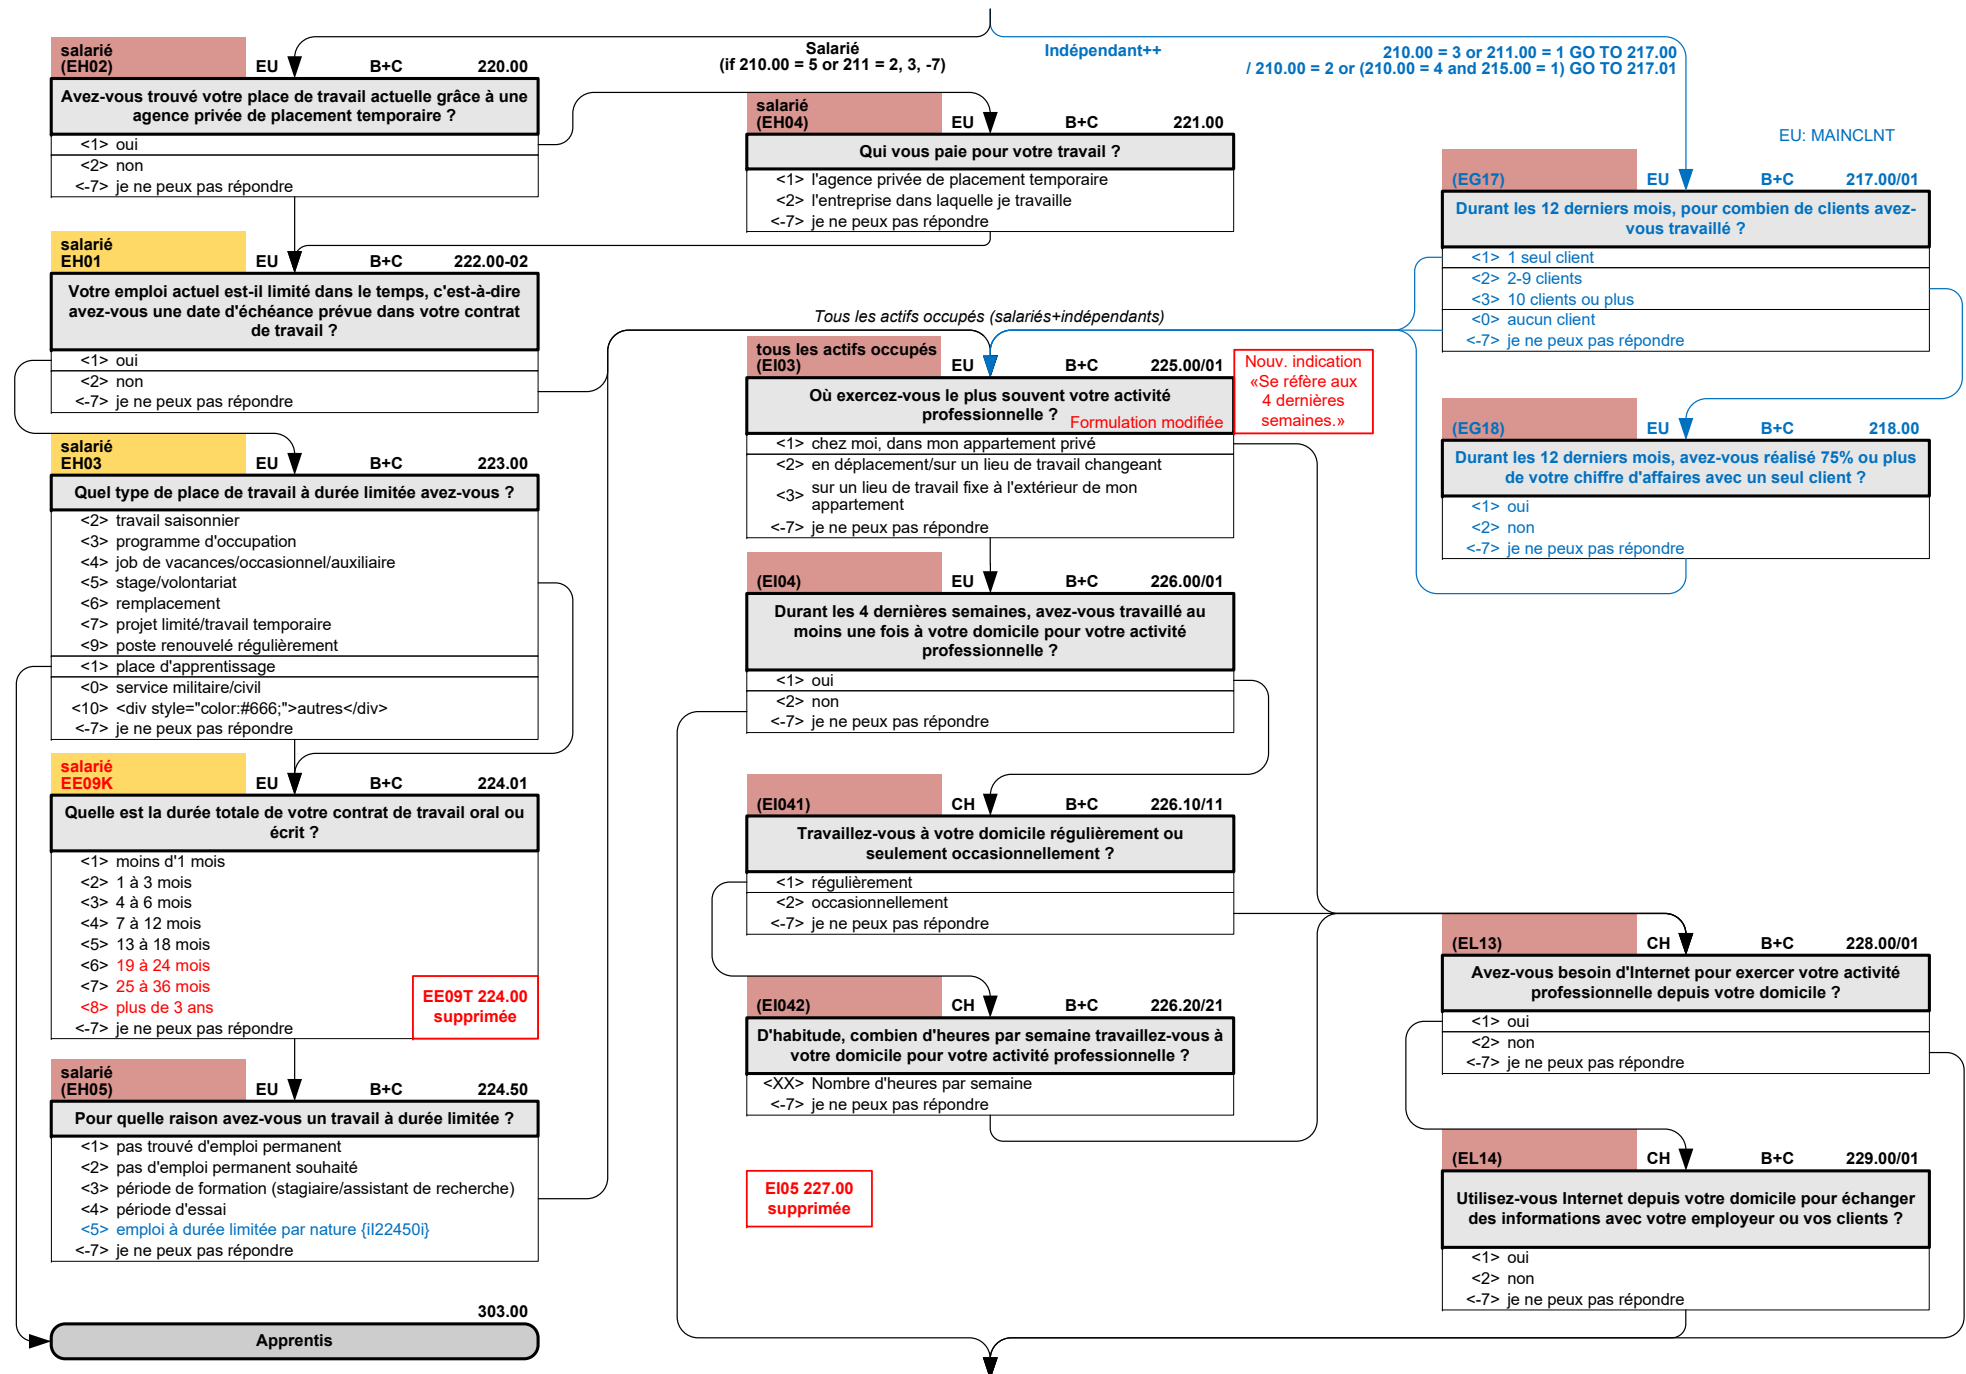 Salarié
(if 210.00 = 5 or 211 = 2, 3, -7)
Indépendant++
210.00 = 3 or 211.00 = 1 GO TO 217.00
/ 210.00 = 2 or (210.00 = 4 and 215.00 = 1) GO TO 217.01
salarié
(EH02) EU B+C 220.00
Avez-vous trouvé votre place de travail actuelle grâce à une
agence privée de placement temporaire ?
<1> oui
<2> non
<-7> je ne peux pas répondre
salarié
EH01 EU B+C 222.00-02
Votre emploi actuel est-il limité dans le temps, c'est-à-dire
avez-vous une date d'échéance prévue dans votre contrat
de travail ?
<1> oui
<2> non
<-7> je ne peux pas répondre
salarié
EH03 EU B+C 223.00
Quel type de place de travail à durée limitée avez-vous ?
<2> travail saisonnier
<3> programme d'occupation
<4> job de vacances/occasionnel/auxiliaire
<5> stage/volontariat
<6> remplacement
<7> projet limité/travail temporaire
<9> poste renouvelé régulièrement
<1> place d'apprentissage
<0> service militaire/civil
<10> <div style="color:#666;">autres</div>
<-7> je ne peux pas répondre
salarié
EE09K EU B+C 224.01
Quelle est la durée totale de votre contrat de travail oral ou
écrit ?
<1> moins d'1 mois
<2> 1 à 3 mois
<3> 4 à 6 mois
<4> 7 à 12 mois
<5> 13 à 18 mois
<6> 19 à 24 mois
<7> 25 à 36 mois
<8> plus de 3 ans
<-7> je ne peux pas répondre
EE09T 224.00
supprimée
salarié
(EH05) EU B+C 224.50
Pour quelle raison avez-vous un travail à durée limitée ?
<1> pas trouvé d'emploi permanent
<2> pas d'emploi permanent souhaité
<3> période de formation (stagiaire/assistant de recherche)
<4> période d'essai
<5> emploi à durée limitée par nature {il22450i}
<-7> je ne peux pas répondre
303.00
Apprentis
salarié
(EH04) EU B+C 221.00
Qui vous paie pour votre travail ?
<1> l'agence privée de placement temporaire
<2> l'entreprise dans laquelle je travaille
<-7> je ne peux pas répondre
Tous les actifs occupés (salariés+indépendants)
tous les actifs occupés
(EI03) EU B+C 225.00/01
Où exercez-vous le plus souvent votre activité
professionnelle ? Formulation modifiée
<1> chez moi, dans mon appartement privé
<2> en déplacement/sur un lieu de travail changeant
<3> sur un lieu de travail fixe à l'extérieur de mon
appartement
<-7> je ne peux pas répondre
Nouv. indication
«Se réfère aux
4 dernières
semaines.»
(EI04) EU B+C 226.00/01
Durant les 4 dernières semaines, avez-vous travaillé au
moins une fois à votre domicile pour votre activité
professionnelle ?
<1> oui
<2> non
<-7> je ne peux pas répondre
(EI041) CH B+C 226.10/11
Travaillez-vous à votre domicile régulièrement ou
seulement occasionnellement ?
<1> régulièrement
<2> occasionnellement
<-7> je ne peux pas répondre
(EI042) CH B+C 226.20/21
D'habitude, combien d'heures par semaine travaillez-vous à
votre domicile pour votre activité professionnelle ?
<XX> Nombre d'heures par semaine
<-7> je ne peux pas répondre
EI05 227.00
supprimée
EU: MAINCLNT
(EG17) EU B+C 217.00/01
Durant les 12 derniers mois, pour combien de clients avez-
vous travaillé ?
<1> 1 seul client
<2> 2-9 clients
<3> 10 clients ou plus
<0> aucun client
<-7> je ne peux pas répondre
(EG18) EU B+C 218.00
Durant les 12 derniers mois, avez-vous réalisé 75% ou plus
de votre chiffre d'affaires avec un seul client ?
<1> oui
<2> non
<-7> je ne peux pas répondre
(EL13) CH B+C 228.00/01
Avez-vous besoin d'Internet pour exercer votre activité
professionnelle depuis votre domicile ?
<1> oui
<2> non
<-7> je ne peux pas répondre
(EL14) CH B+C 229.00/01
Utilisez-vous Internet depuis votre domicile pour échanger
des informations avec votre employeur ou vos clients ?
<1> oui
<2> non
<-7> je ne peux pas répondre